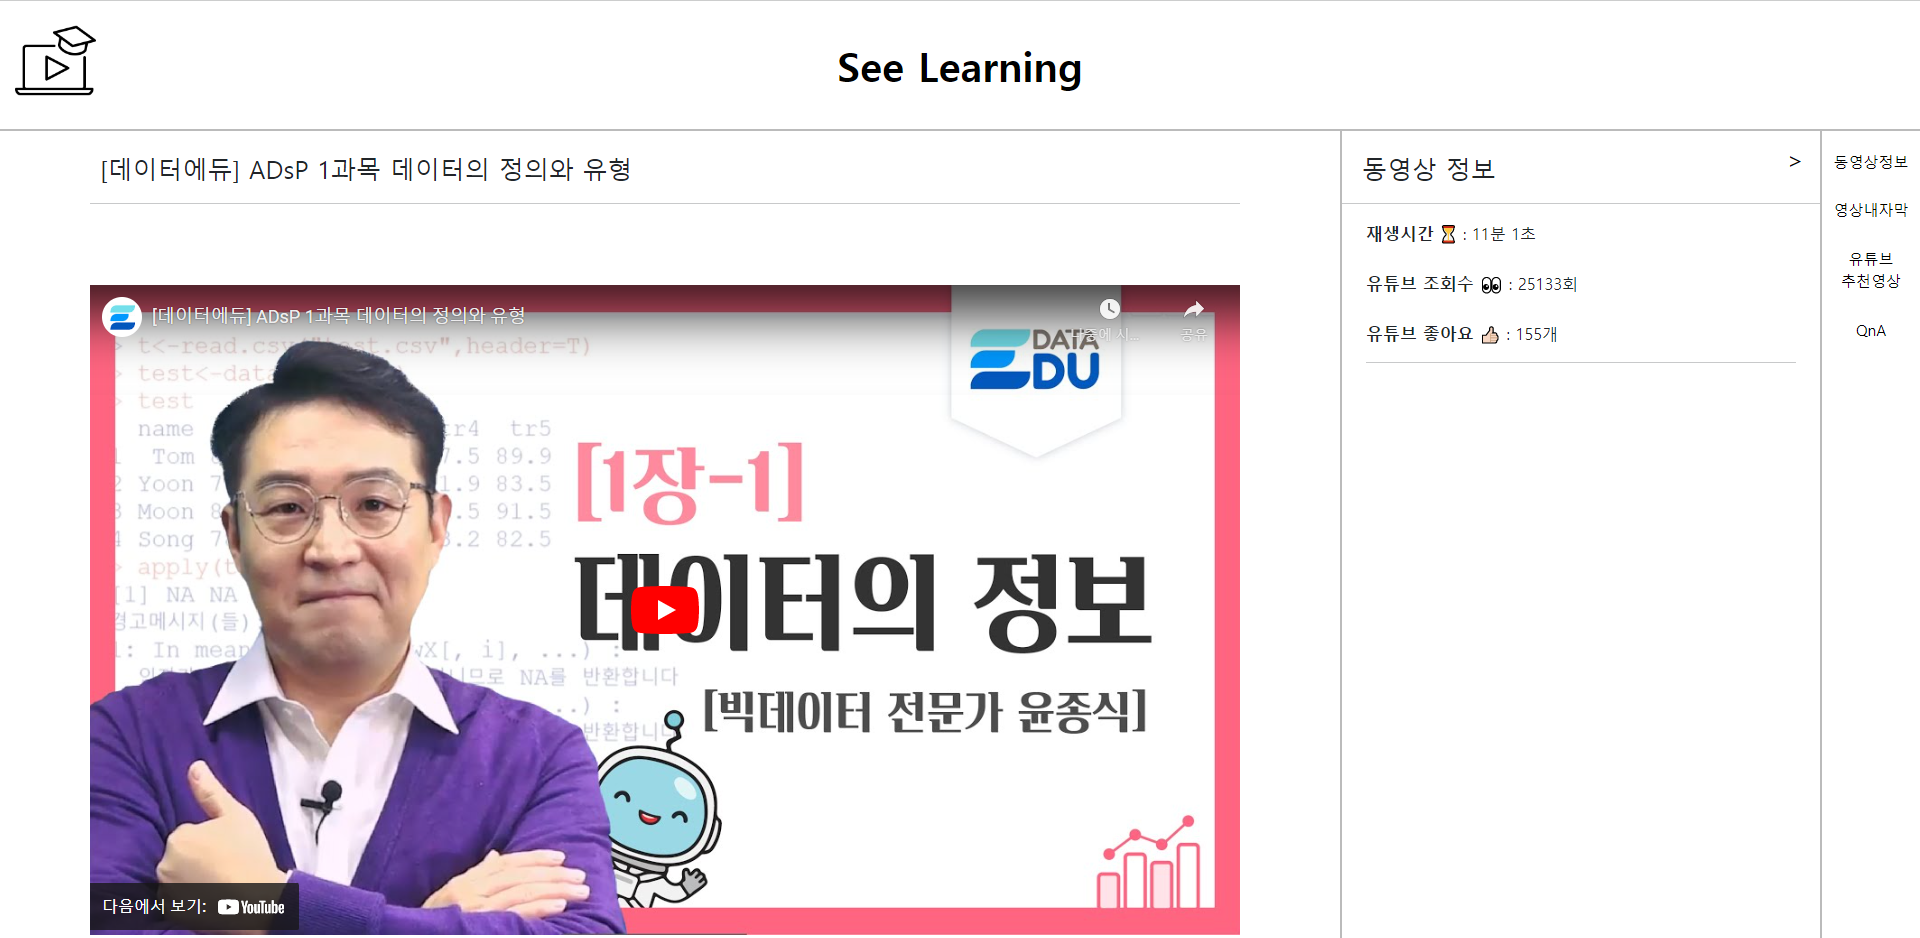 See Learning
[데이터에듀] ADsP 1과목 데이터의 정의와 유형
동영상 정보 >
재생시간 ⏳ : 11분 1초
유튜브 조회수 👀 : 25133회
유튜브 좋아요 👍 : 155개
동영상정보
영상내자막
유튜브
추천영상
QnA
[데이터에듀] ADsP 1과목 데이터의 정의와 유형
공유
DATA
EDU
> t<-read.csv("test.csv",header=T)
> test<-data
> test
name tr4 tr5
Tom 7.5 89.9
2 Yoon 7 1.9 83.5
3 Moon 8 .5 91.5
4 Song 7 3.2 82.5
> apply(t
[1] NA NA
경고메시지(들)
1: In mean wX[, i], ...) :
니므로 NA를 반환합니다
..) :
반환합니
[1장-1]
데이터의 정보
[빅데이터 전문가 윤종식]
다음에서 보기: YouTube